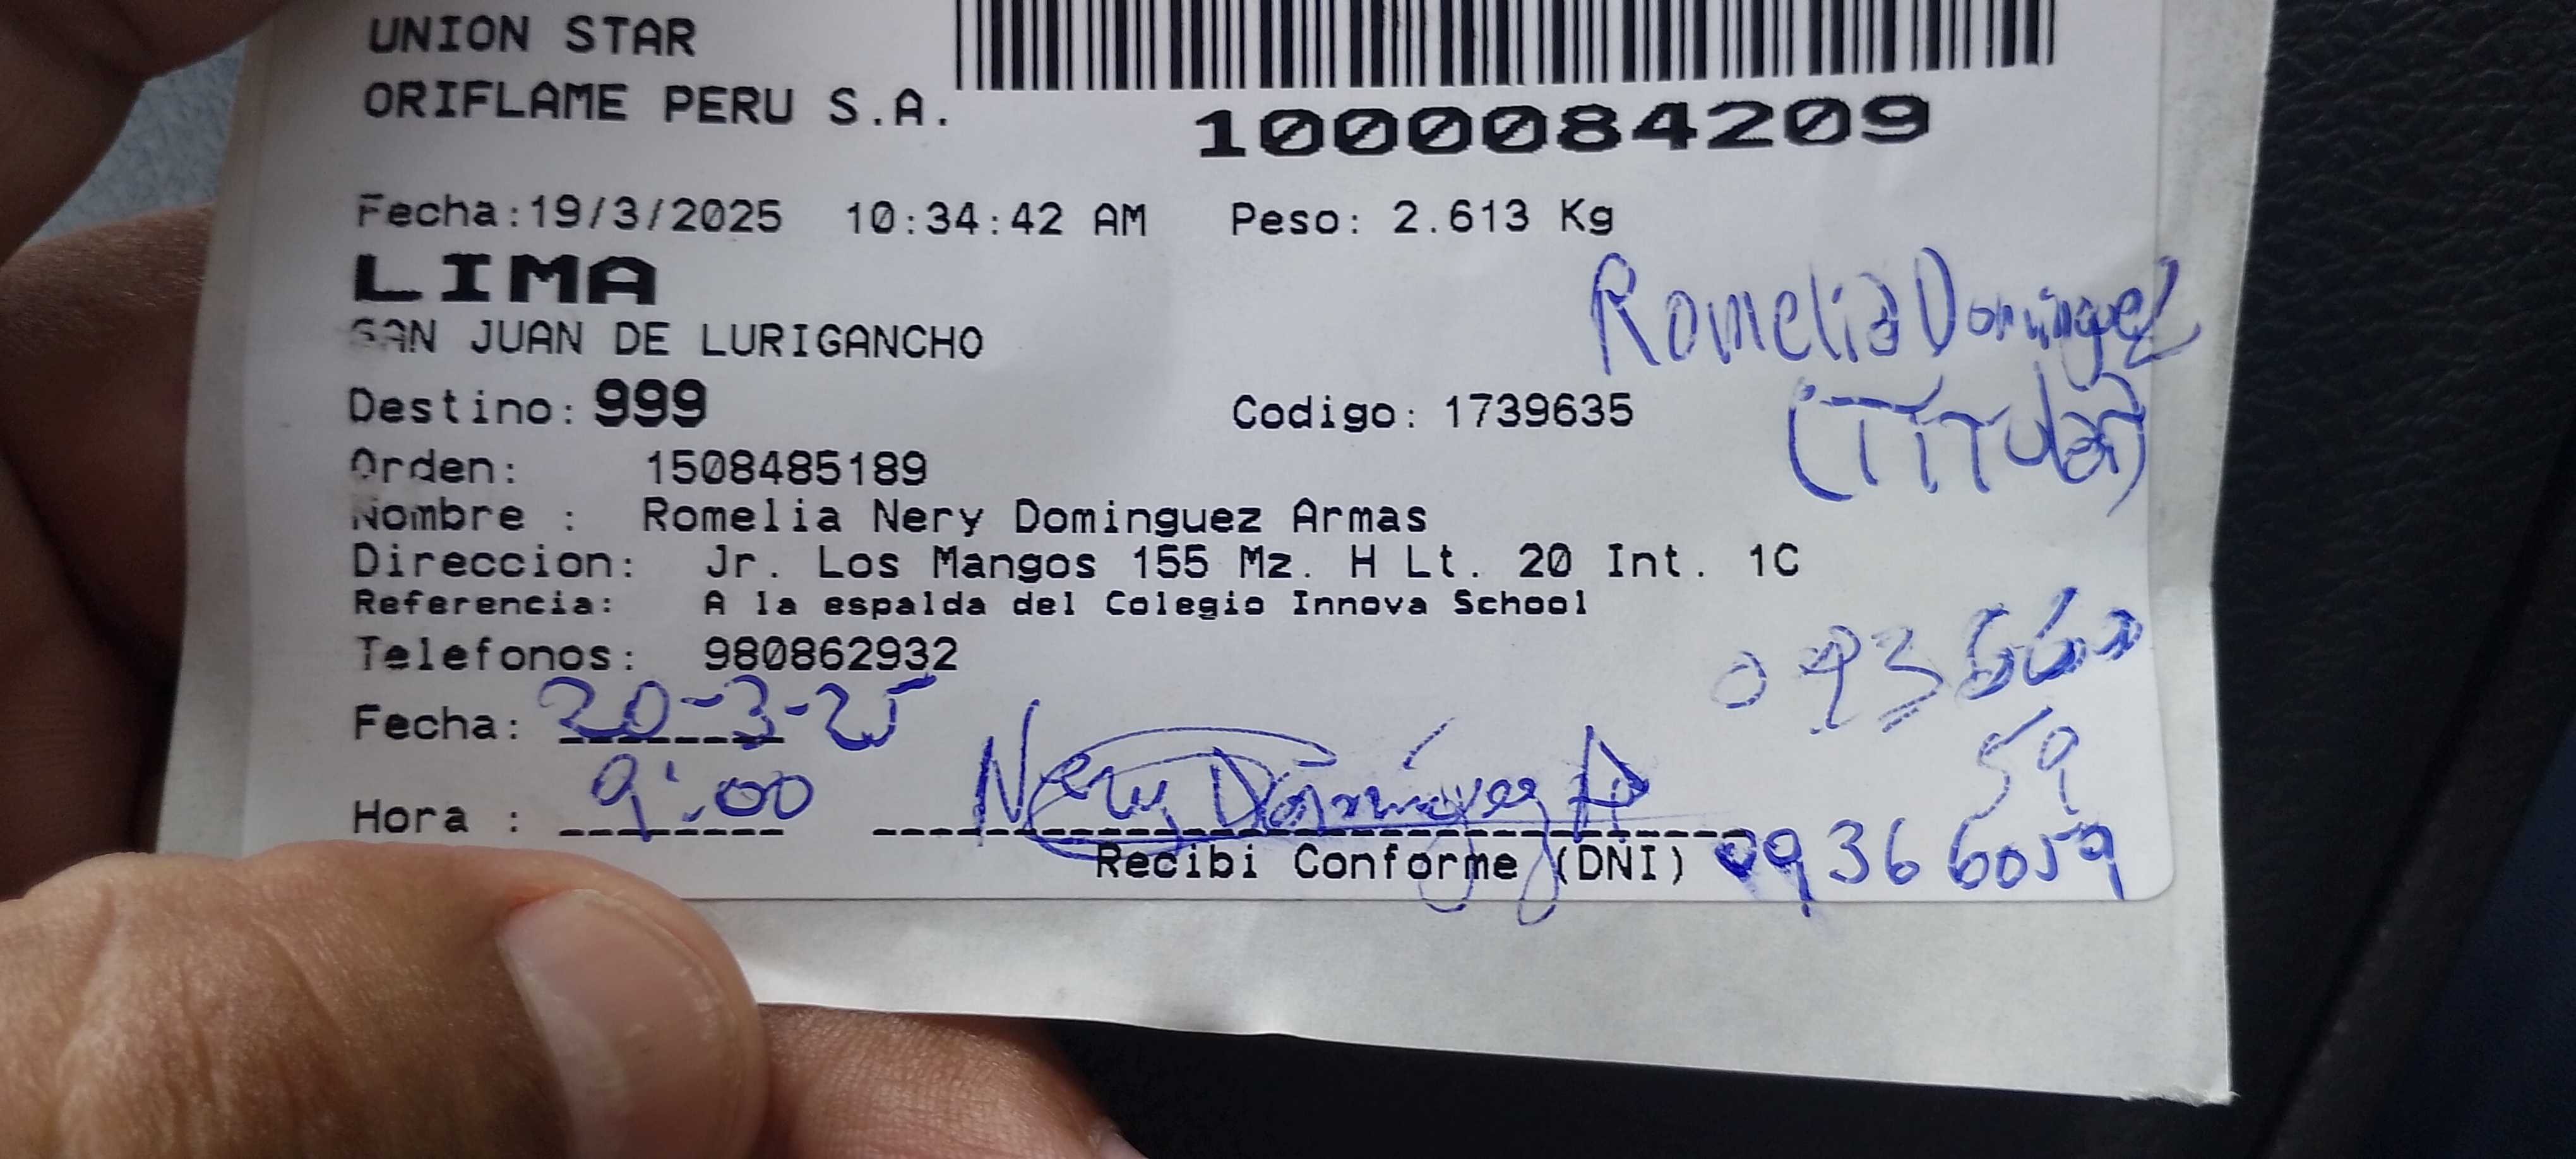 UNION STAR
ORIFLAME PERU S.A.
1000084209
Fecha:19/3/2025 10:34:42 AM Peso: 2.613 Kg
LIMA
SAN JUAN DE LURIGANCHO
Romelia Dominguez
(TITULAR)
Destino: 999 Codigo: 1739635
Orden: 1508485189
Nombre : Romelia Nery Dominguez Armas
Direccion: Jr. Los Mangos 155 Mz. H Lt. 20 Int. 1C
Referencia: A la espalda del Colegio Innova School
Telefonos: 980862932
Fecha: 20-3-25
59
Hora : 9:00 Nery Domínguez A
Recibi Conforme (DNI) 09366059